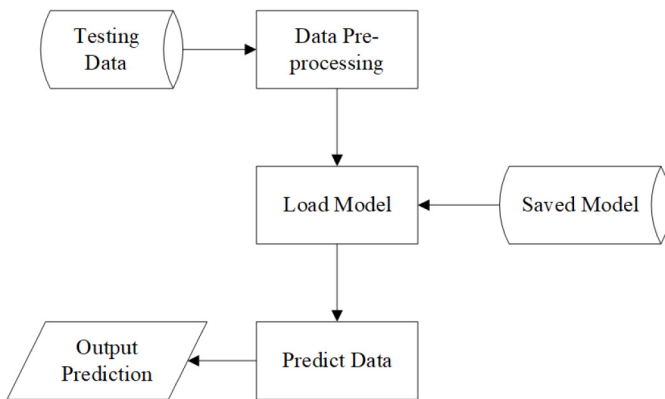 Testing
Data
Data Pre-
processing
Load Model
Saved Model
Output
Prediction
Predict Data